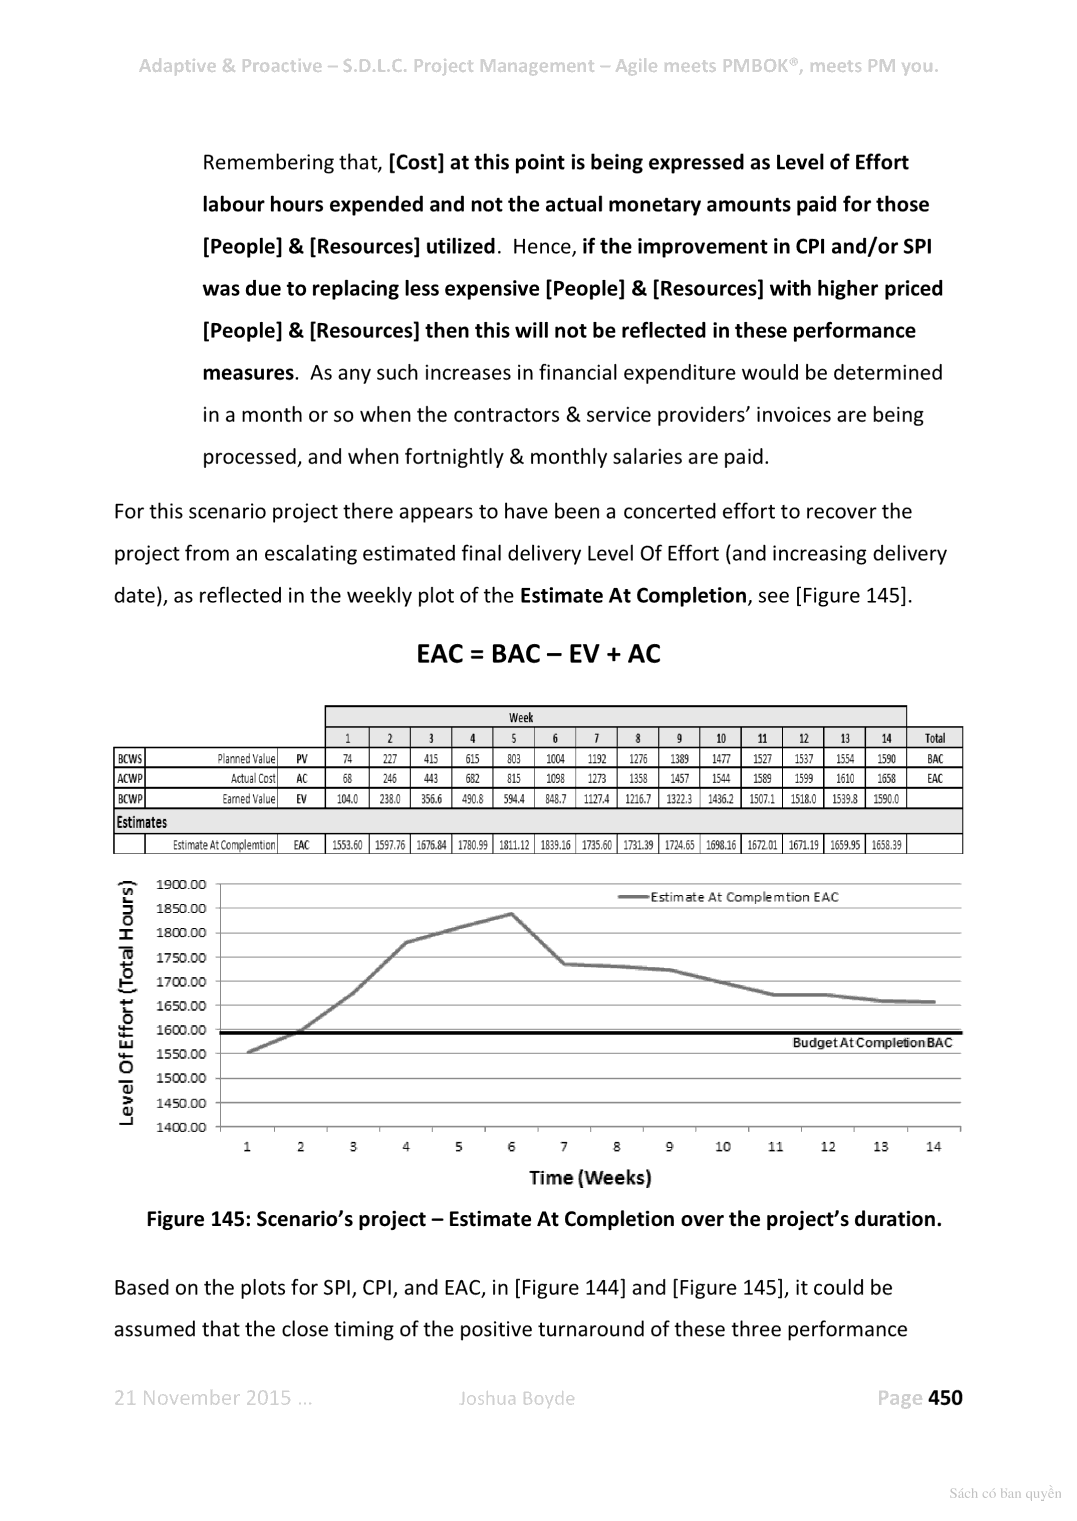 Adaptive & Proactive – S.D.L.C. Project Management – Agile meets PMBOK®, meets PM you.
Remembering that, [Cost] at this point is being expressed as Level of Effort
labour hours expended and not the actual monetary amounts paid for those
[People] & [Resources] utilized.  Hence, if the improvement in CPI and/or SPI
was due to replacing less expensive [People] & [Resources] with higher priced
[People] & [Resources] then this will not be reflected in these performance
measures.  As any such increases in financial expenditure would be determined
in a month or so when the contractors & service providers’ invoices are being
processed, and when fortnightly & monthly salaries are paid.
For this scenario project there appears to have been a concerted effort to recover the
project from an escalating estimated final delivery Level Of Effort (and increasing delivery
date), as reflected in the weekly plot of the Estimate At Completion, see [Figure 145].
EAC = BAC – EV + AC
Week
1 2 3 4 5 6 7 8 9 10 11 12 13 14 Total
BCWS Planned Value PV 74 227 415 615 803 1004 1192 1276 1389 1477 1527 1537 1554 1590 BAC
ACWP Actual Cost AC 68 246 443 682 815 1098 1273 1358 1457 1544 1589 1599 1610 1658 EAC
BCWP Earned Value EV 104.0 238.0 356.6 490.8 594.4 848.7 1127.4 1216.7 1322.3 1436.2 1507.1 1518.0 1539.8 1590.0
Estimates
Estimate At Complemtion EAC 1553.60 1597.76 1676.84 1780.99 1811.12 1839.16 1735.60 1731.39 1724.65 1698.16 1672.01 1671.19 1659.95 1658.39
Level Of Effort (Total Hours)
1900.00
1850.00
1800.00
1750.00
1700.00
1650.00
1600.00
1550.00
1500.00
1450.00
1400.00
Estimate At Complemtion EAC
Budget At Completion BAC
1 2 3 4 5 6 7 8 9 10 11 12 13 14
Time (Weeks)
Figure 145: Scenario’s project – Estimate At Completion over the project’s duration.
Based on the plots for SPI, CPI, and EAC, in [Figure 144] and [Figure 145], it could be
assumed that the close timing of the positive turnaround of these three performance
21 November 2015 … Joshua Boyde Page 450
Sách có bản quyền